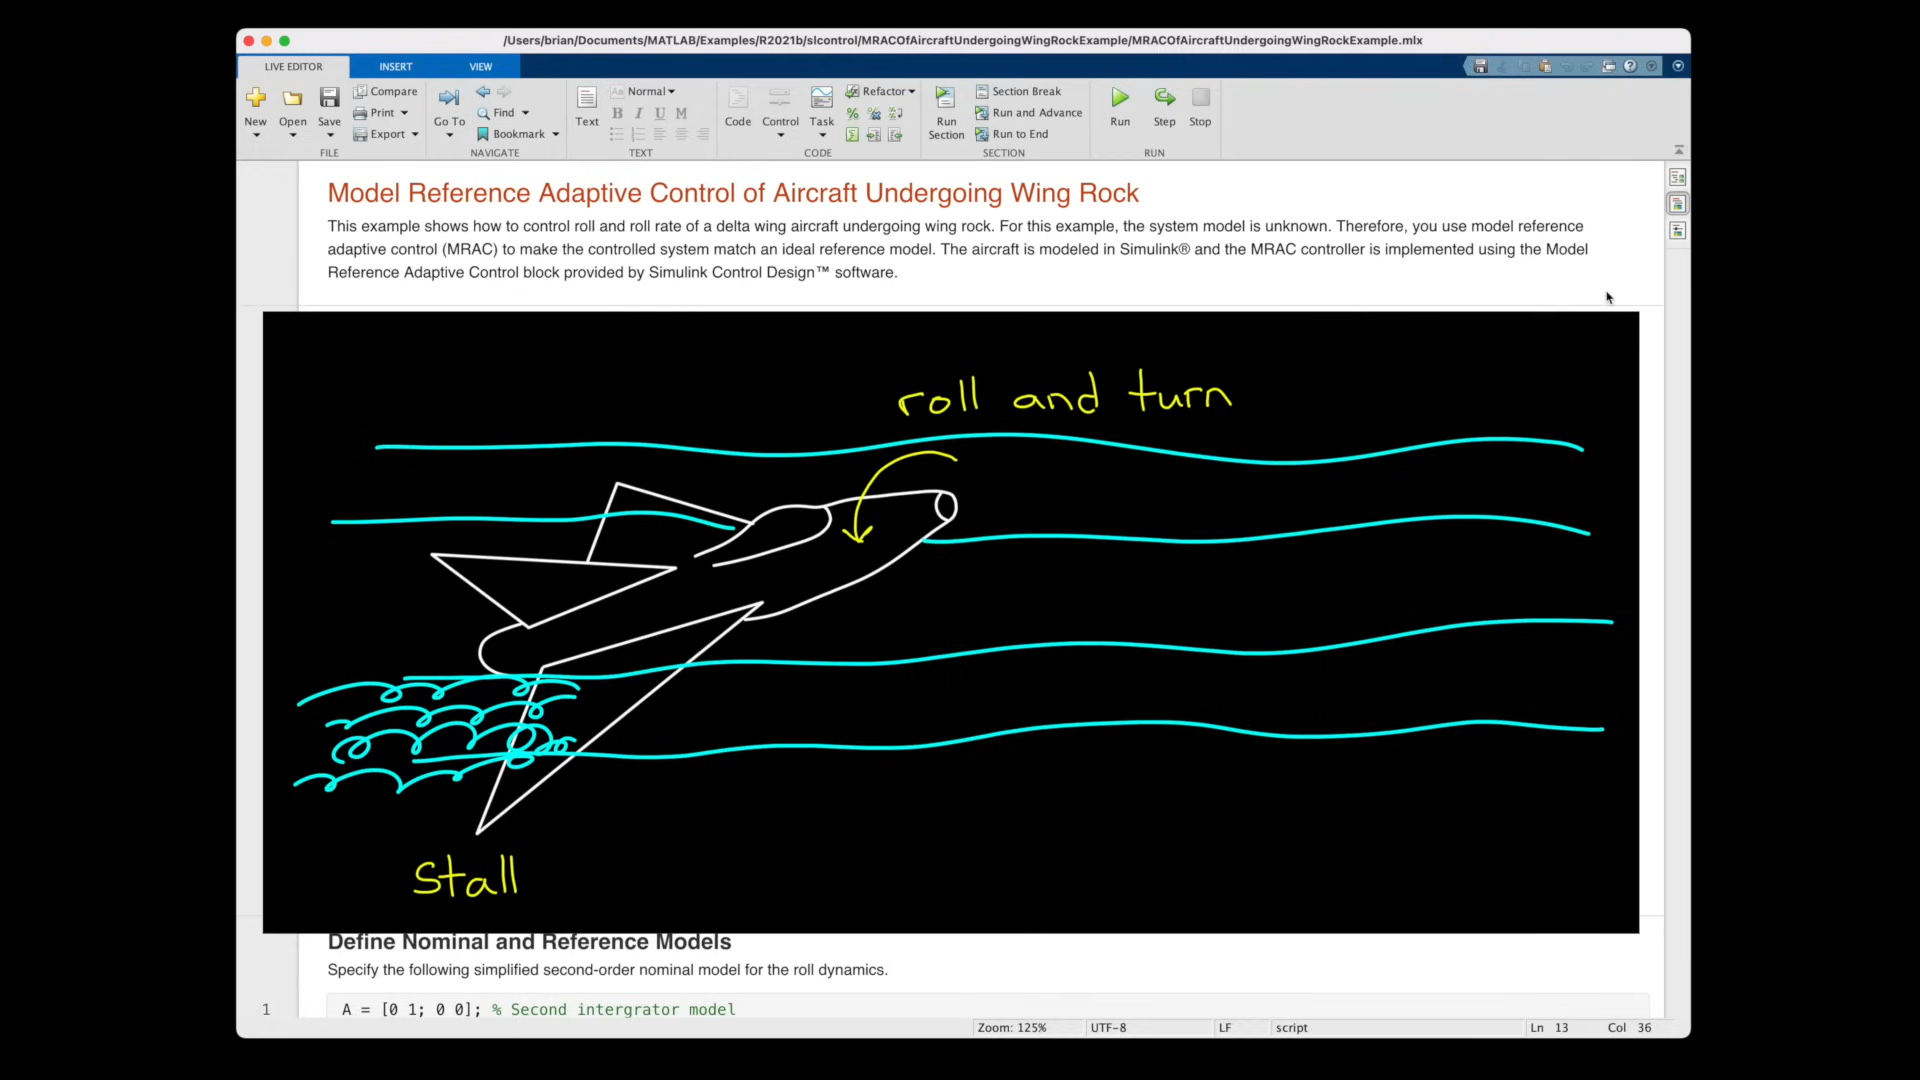 /Users/brian/Documents/MATLAB/Examples/R2021b/slcontrol/MRACOfAircraftUndergoingWingRockExample/MRACOfAircraftUndergoingWingRockExample.mlx
LIVE EDITOR INSERT VIEW
New Open Save Compare Print Export
FILE
Go To Find Bookmark
NAVIGATE
Text Normal B I U M
TEXT
Code Control Task Refactor
CODE
Run Section Section Break Run and Advance Run to End
SECTION
Run Step Stop
RUN
Model Reference Adaptive Control of Aircraft Undergoing Wing Rock
This example shows how to control roll and roll rate of a delta wing aircraft undergoing wing rock. For this example, the system model is unknown. Therefore, you use model reference
adaptive control (MRAC) to make the controlled system match an ideal reference model. The aircraft is modeled in Simulink® and the MRAC controller is implemented using the Model
Reference Adaptive Control block provided by Simulink Control Design™ software.
roll and turn
Stall
Define Nominal and Reference Models
Specify the following simplified second-order nominal model for the roll dynamics.
1 A = [0 1; 0 0]; % Second intergrator model
Zoom: 125% UTF-8 LF script Ln 13 Col 36